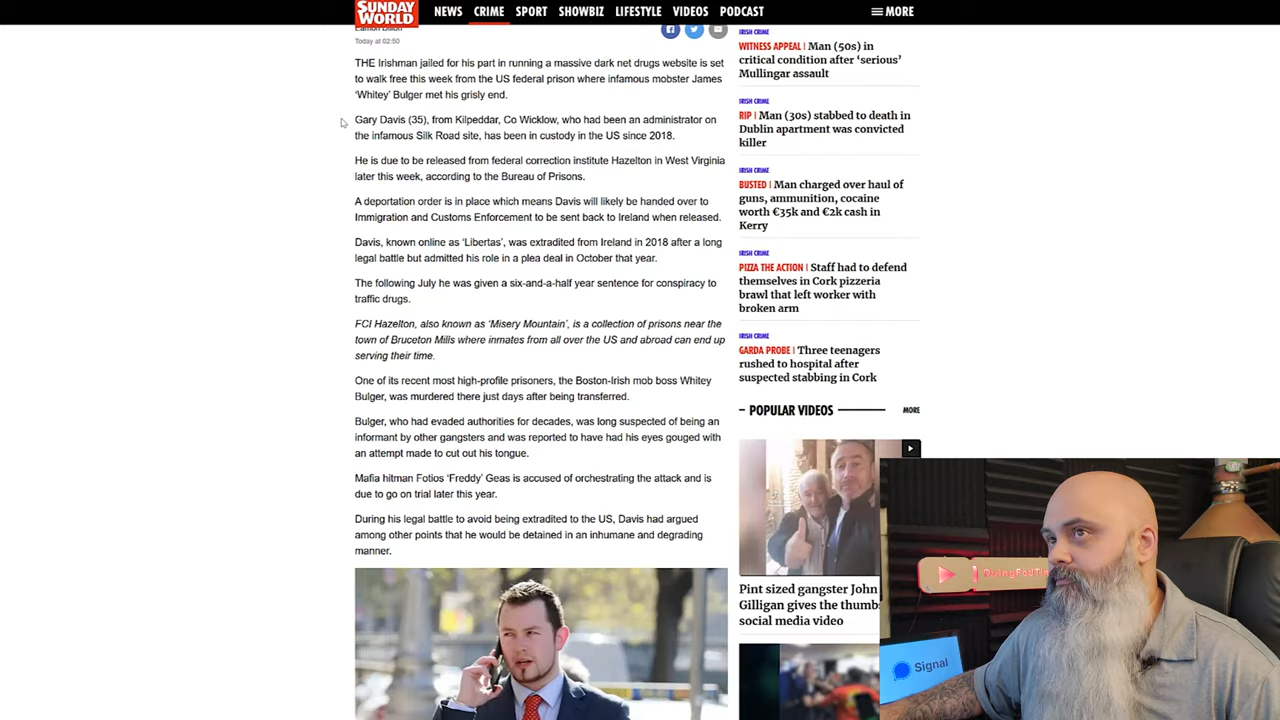 SUNDAY
WORLD
NEWS CRIME SPORT SHOWBIZ LIFESTYLE VIDEOS PODCAST
MORE
Eamon Dillon
Today at 02:50
THE Irishman jailed for his part in running a massive dark net drugs website is set
to walk free this week from the US federal prison where infamous mobster James
‘Whitey’ Bulger met his grisly end.
Gary Davis (35), from Kilpeddar, Co Wicklow, who had been an administrator on
the infamous Silk Road site, has been in custody in the US since 2018.
He is due to be released from federal correction institute Hazelton in West Virginia
later this week, according to the Bureau of Prisons.
A deportation order is in place which means Davis will likely be handed over to
Immigration and Customs Enforcement to be sent back to Ireland when released.
Davis, known online as ‘Libertas’, was extradited from Ireland in 2018 after a long
legal battle but admitted his role in a plea deal in October that year.
The following July he was given a six-and-a-half year sentence for conspiracy to
traffic drugs.
FCI Hazelton, also known as ‘Misery Mountain’, is a collection of prisons near the
town of Bruceton Mills where inmates from all over the US and abroad can end up
serving their time.
One of its recent most high-profile prisoners, the Boston-Irish mob boss Whitey
Bulger, was murdered there just days after being transferred.
Bulger, who had evaded authorities for decades, was long suspected of being an
informant by other gangsters and was reported to have had his eyes gouged with
an attempt made to cut out his tongue.
Mafia hitman Fotios ‘Freddy’ Geas is accused of orchestrating the attack and is
due to go on trial later this year.
During his legal battle to avoid being extradited to the US, Davis had argued
among other points that he would be detained in an inhumane and degrading
manner.
IRISH CRIME
WITNESS APPEAL | Man (50s) in
critical condition after ‘serious’
Mullingar assault
IRISH CRIME
RIP | Man (30s) stabbed to death in
Dublin apartment was convicted
killer
IRISH CRIME
BUSTED | Man charged over haul of
guns, ammunition, cocaine
worth €35k and €2k cash in
Kerry
IRISH CRIME
PIZZA THE ACTION | Staff had to defend
themselves in Cork pizzeria
brawl that left worker with
broken arm
IRISH CRIME
GARDA PROBE | Three teenagers
rushed to hospital after
suspected stabbing in Cork
POPULAR VIDEOS
MORE
Pint sized gangster John
Gilligan gives the thumb
social media video
Signal